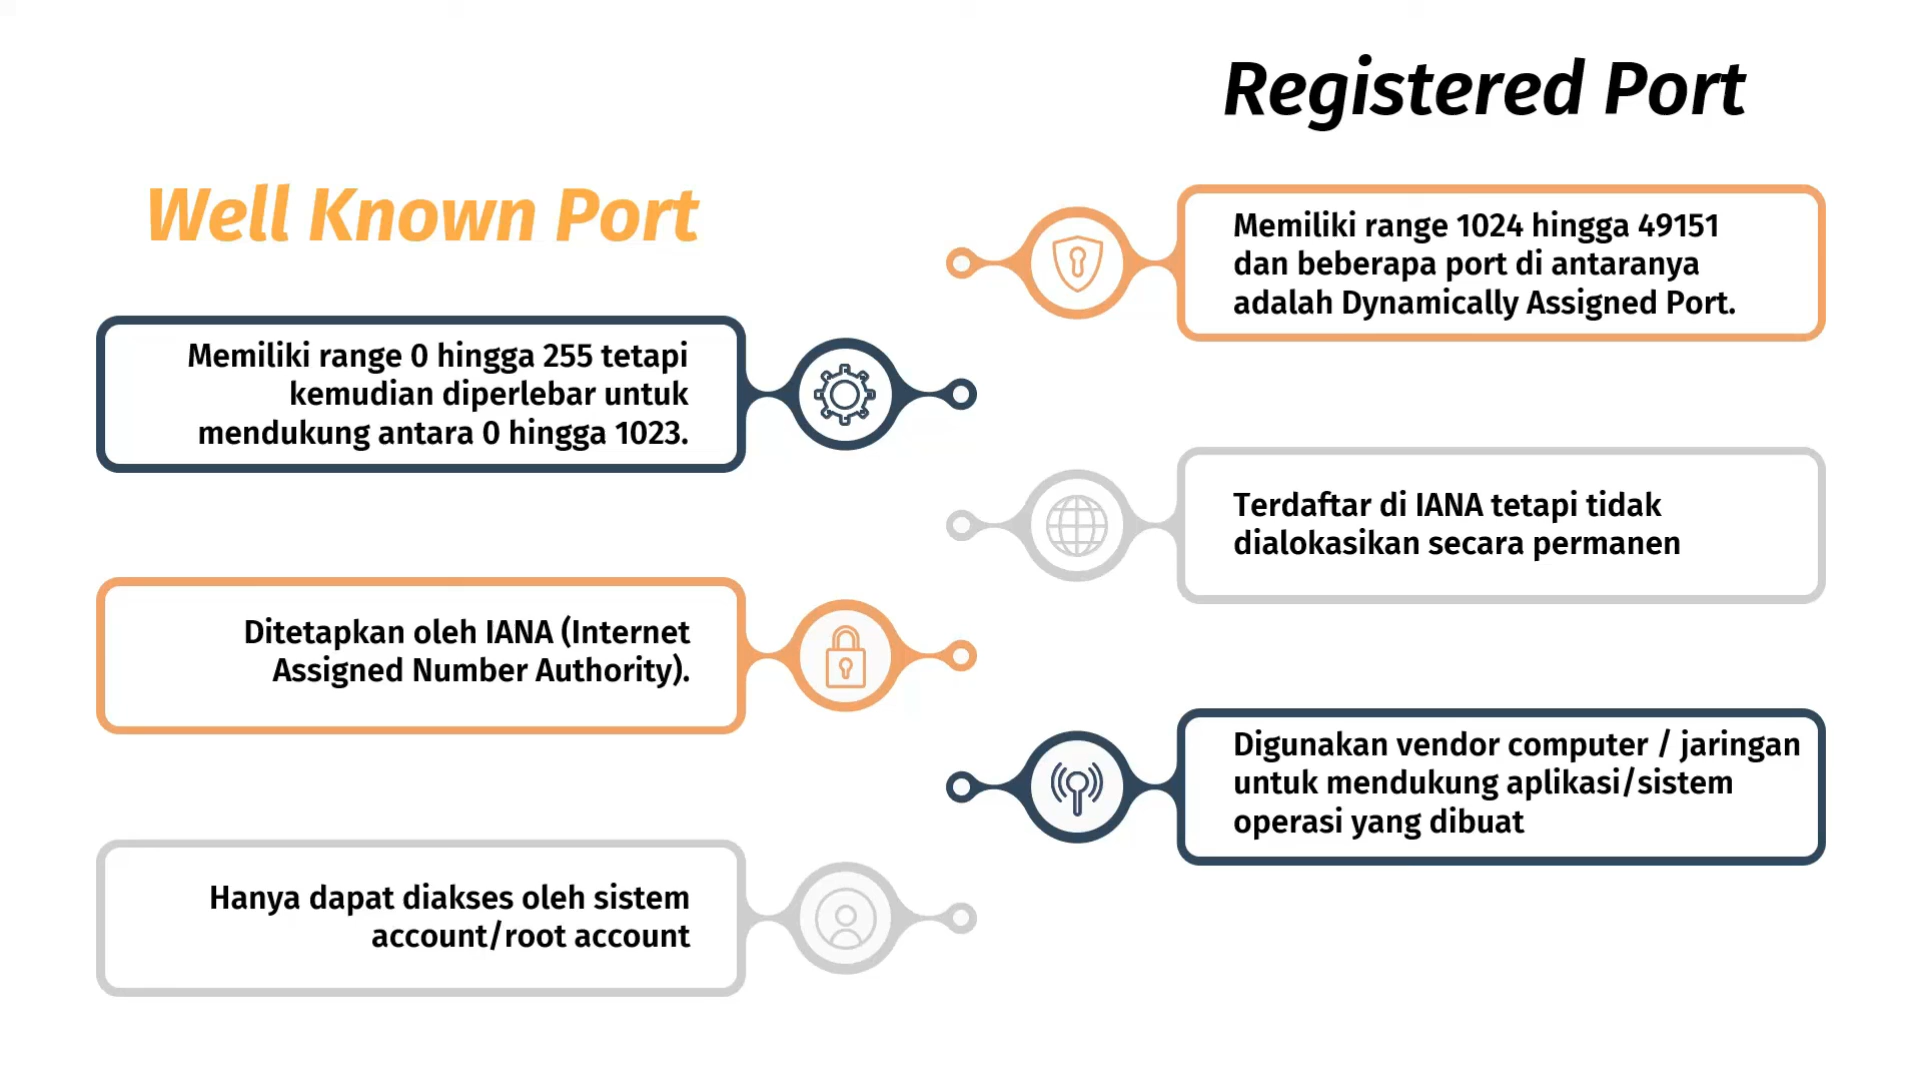 Well Known Port
Memiliki range 0 hingga 255 tetapi
kemudian diperlebar untuk
mendukung antara 0 hingga 1023.
Ditetapkan oleh IANA (Internet
Assigned Number Authority).
Hanya dapat diakses oleh sistem
account/root account
Registered Port
Memiliki range 1024 hingga 49151
dan beberapa port di antaranya
adalah Dynamically Assigned Port.
Terdaftar di IANA tetapi tidak
dialokasikan secara permanen
Digunakan vendor computer / jaringan
untuk mendukung aplikasi/sistem
operasi yang dibuat